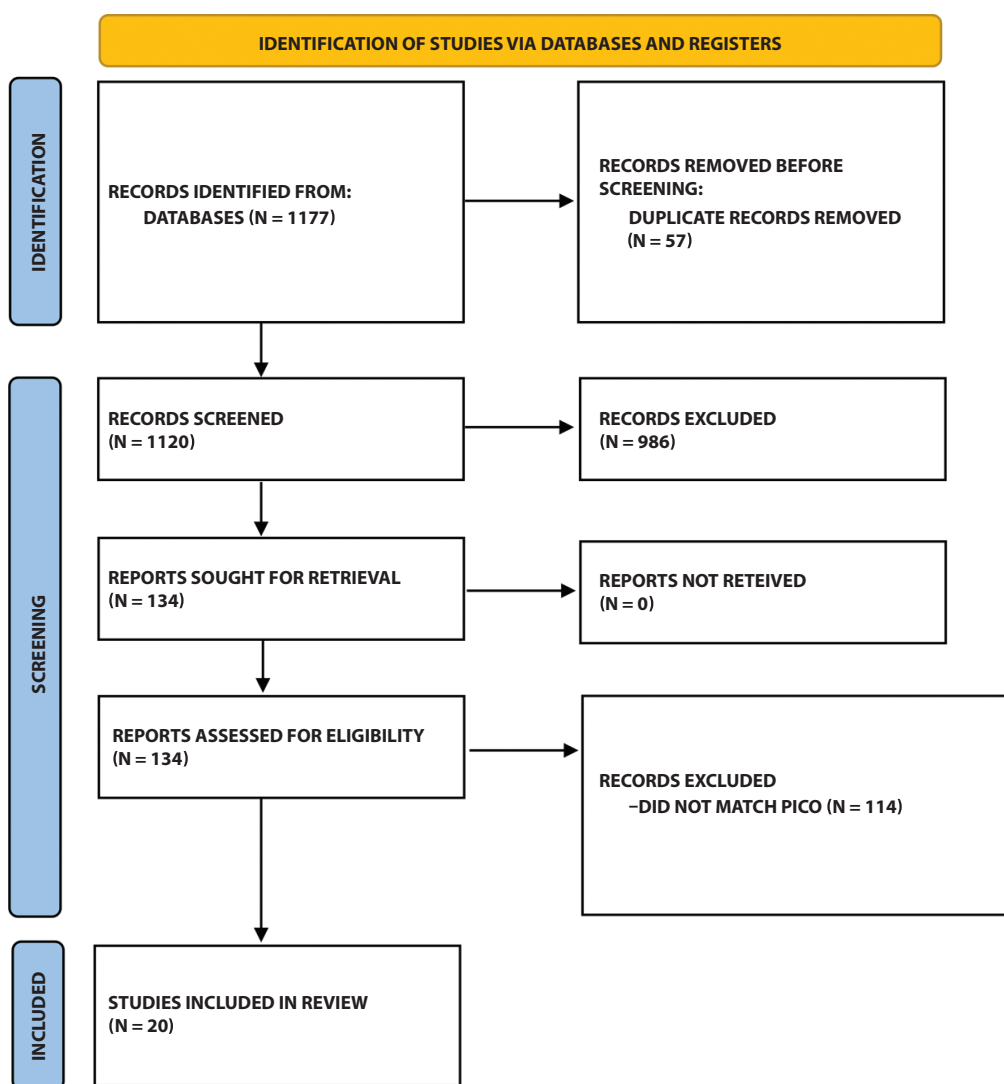 IDENTIFICATION OF STUDIES VIA DATABASES AND REGISTERS
IDENTIFICATION
RECORDS IDENTIFIED FROM:
DATABASES (N = 1177)
RECORDS REMOVED BEFORE
SCREENING:
DUPLICATE RECORDS REMOVED
(N = 57)
SCREENING
RECORDS SCREENED
(N = 1120)
RECORDS EXCLUDED
(N = 986)
REPORTS SOUGHT FOR RETRIEVAL
(N = 134)
REPORTS NOT RETEIVED
(N = 0)
REPORTS ASSESSED FOR ELIGIBILITY
(N = 134)
RECORDS EXCLUDED
–DID NOT MATCH PICO (N = 114)
INCLUDED
STUDIES INCLUDED IN REVIEW
(N = 20)